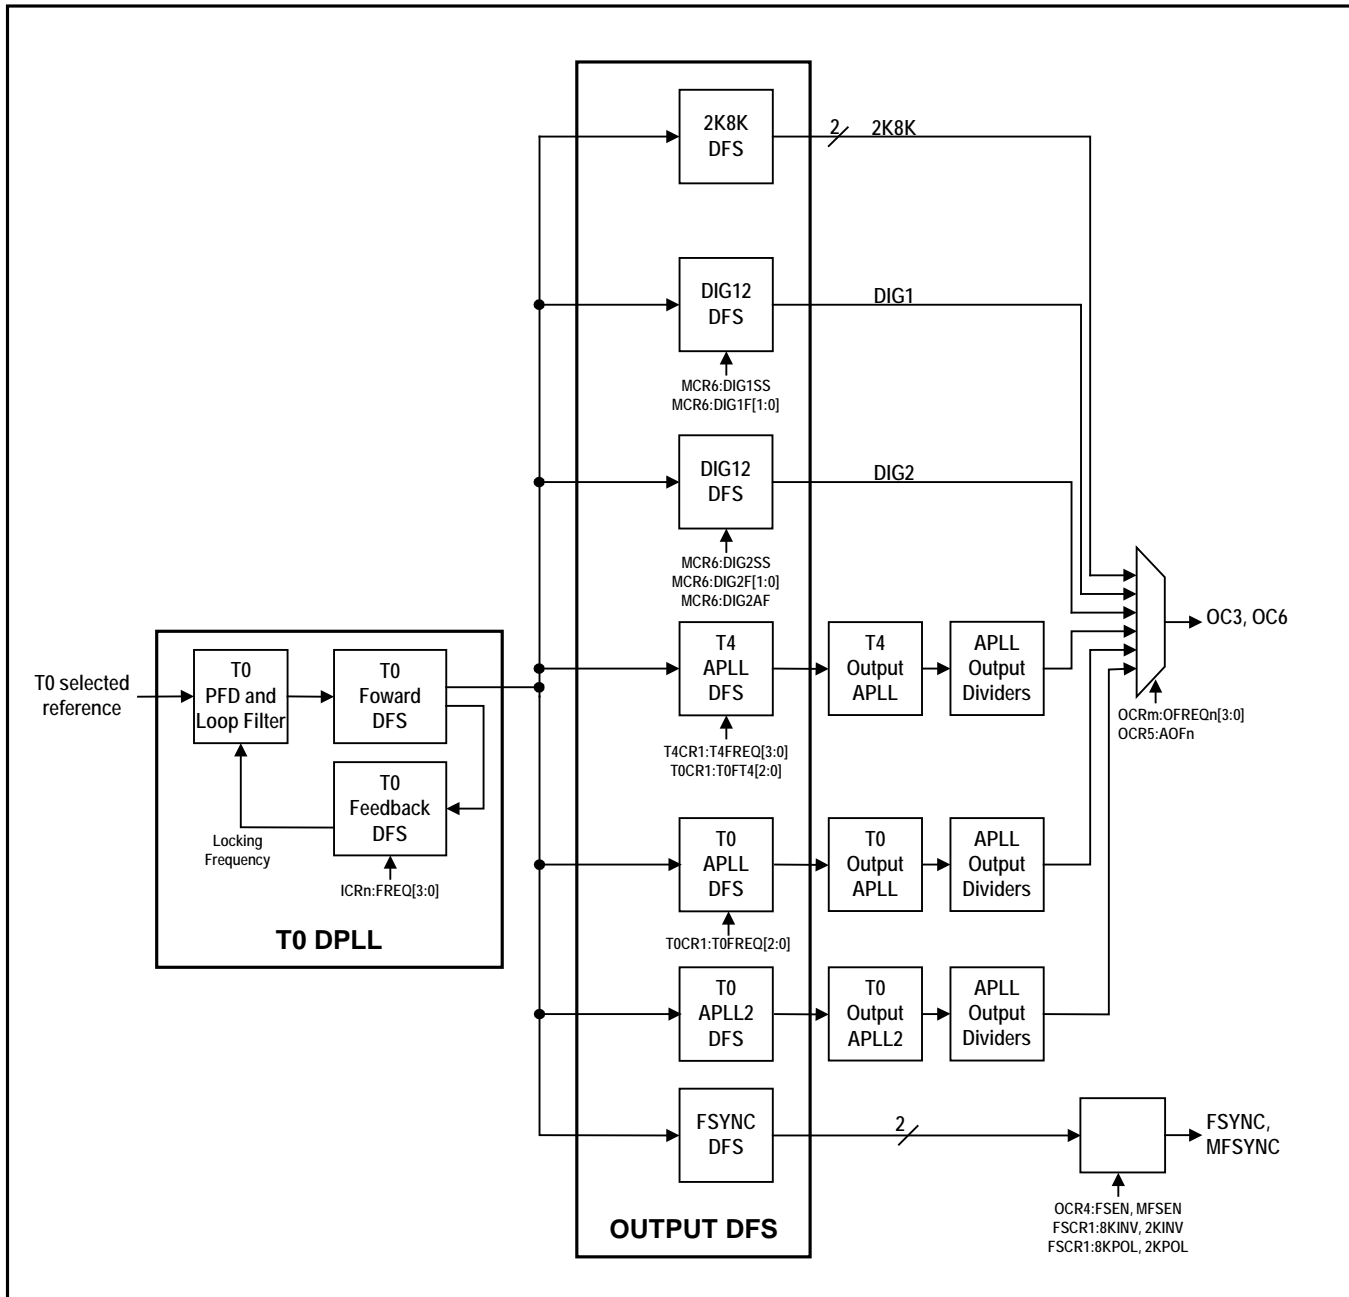 2K8K
DFS
2
2K8K
DIG12
DFS
DIG1
MCR6:DIG1SS
MCR6:DIG1F[1:0]
DIG12
DFS
DIG2
MCR6:DIG2SS
MCR6:DIG2F[1:0]
MCR6:DIG2AF
T0 selected
reference
T0
PFD and
Loop Filter
T0
Foward
DFS
T0
Feedback
DFS
Locking
Frequency
ICRn:FREQ[3:0]
T0 DPLL
T4
APLL
DFS
T4
Output
APLL
APLL
Output
Dividers
T4CR1:T4FREQ[3:0]
T0CR1:T0FT4[2:0]
OC3, OC6
OCRm:OFREQn[3:0]
OCR5:AOFn
T0
APLL
DFS
T0
Output
APLL
APLL
Output
Dividers
T0CR1:T0FREQ[2:0]
T0
APLL2
DFS
T0
Output
APLL2
APLL
Output
Dividers
FSYNC
DFS
2
FSYNC,
MFSYNC
OCR4:FSEN, MFSEN
FSCR1:8KINV, 2KINV
FSCR1:8KPOL, 2KPOL
OUTPUT DFS